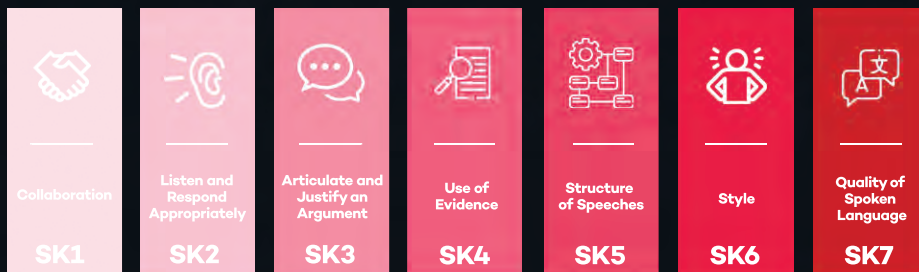 Collaboration
SK1
Listen and
Respond
Appropriately
SK2
Articulate and
Justify an
Argument
SK3
Use of
Evidence
SK4
Structure
of Speeches
SK5
Style
SK6
文
A
Quality of
Spoken
Language
SK7